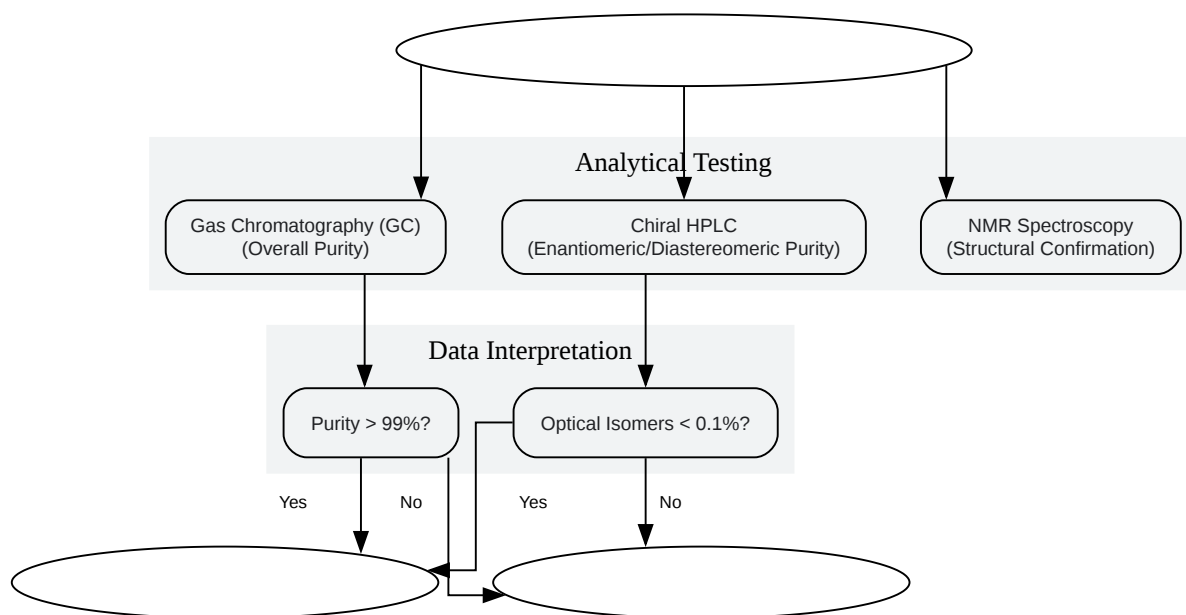 Analytical Testing
Gas Chromatography (GC)
(Overall Purity)
Chiral HPLC
(Enantiomeric/Diastereomeric Purity)
NMR Spectroscopy
(Structural Confirmation)
Data Interpretation
Purity > 99%?
Optical Isomers < 0.1%?
Yes
No
Yes
No